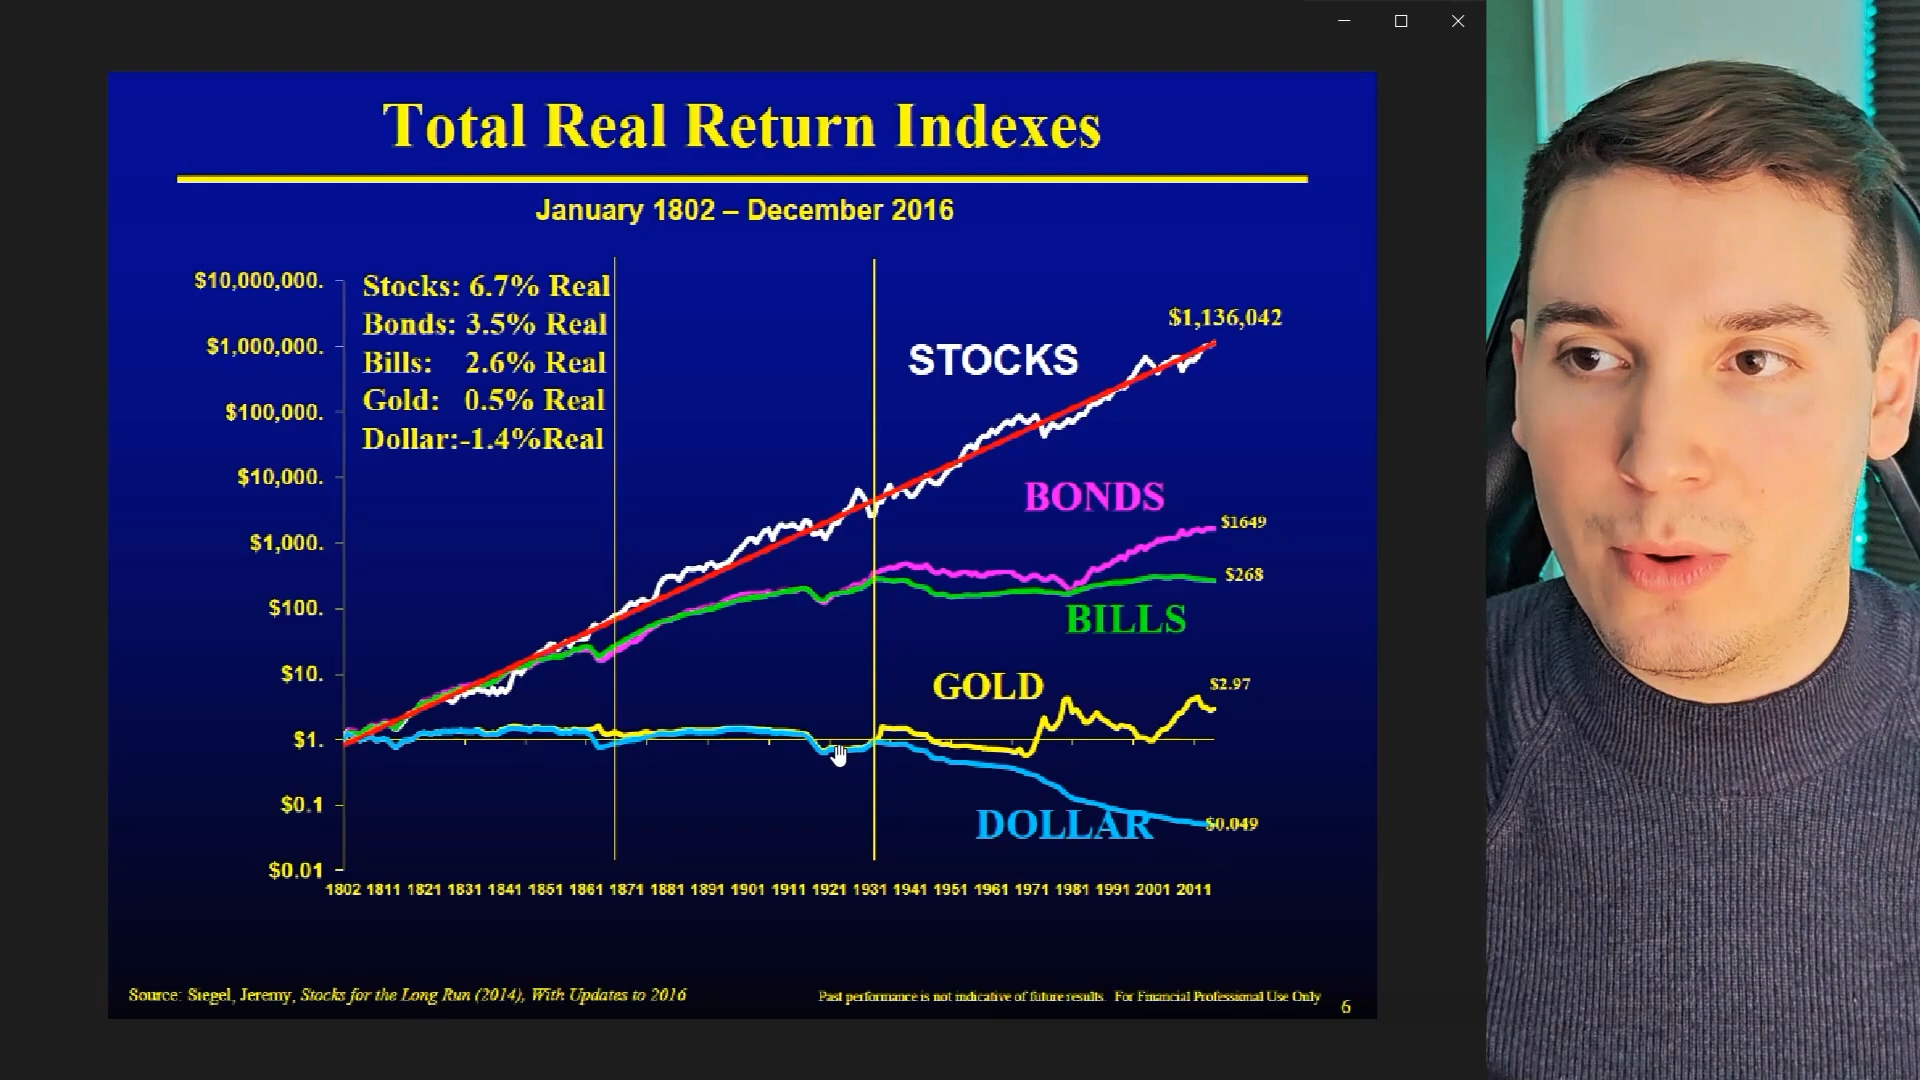 Total Real Return Indexes
January 1802 – December 2016
$10,000,000.
$1,000,000.
$100,000.
$10,000.
$1,000.
$100.
$10.
$1.
$0.1
$0.01
Stocks: 6.7% Real
Bonds: 3.5% Real
Bills: 2.6% Real
Gold: 0.5% Real
Dollar:-1.4%Real
$1,136,042
STOCKS
BONDS
$1649
$268
BILLS
GOLD
$2.97
DOLLAR
$0.049
1802 1811 1821 1831 1841 1851 1861 1871 1881 1891 1901 1911 1921 1931 1941 1951 1961 1971 1981 1991 2001 2011
Source: Siegel, Jeremy, Stocks for the Long Run (2014), With Updates to 2016
Past performance is not indicative of future results. For Financial Professional Use Only
6